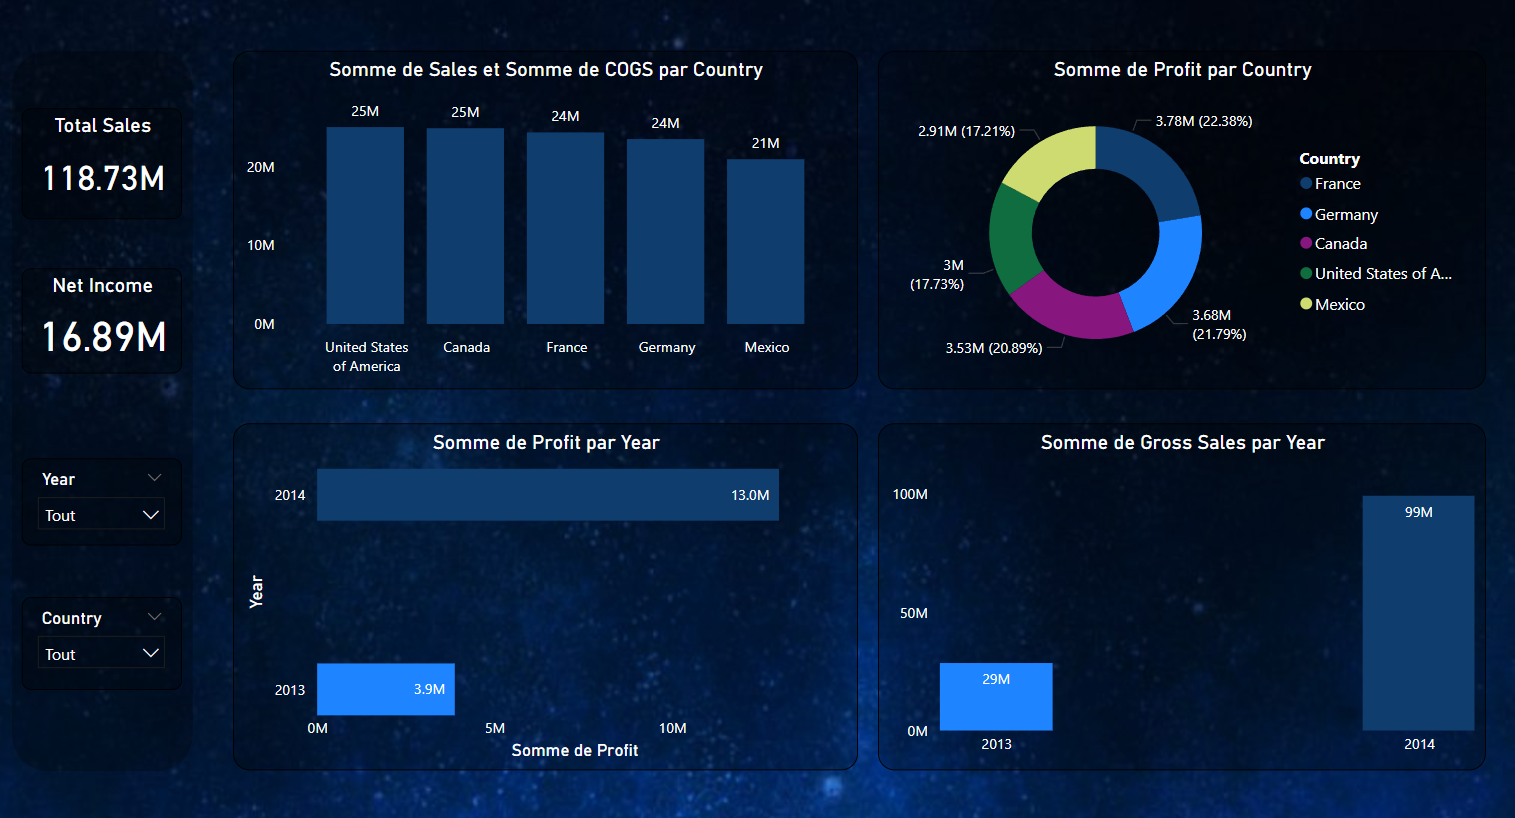 Total Sales
118.73M
Net Income
16.89M
Year
Tout
Country
Tout
Somme de Sales et Somme de COGS par Country
25M
25M
24M
24M
21M
20M
10M
0M
United States
of America
Canada
France
Germany
Mexico
Somme de Profit par Country
2.91M (17.21%)
3.78M (22.38%)
3M
(17.73%)
3.68M
(21.79%)
3.53M (20.89%)
Country
France
Germany
Canada
United States of A...
Mexico
Somme de Profit par Year
Year
2014
13.0M
2013
3.9M
0M
5M
10M
Somme de Profit
Somme de Gross Sales par Year
100M
50M
0M
99M
29M
2013
2014